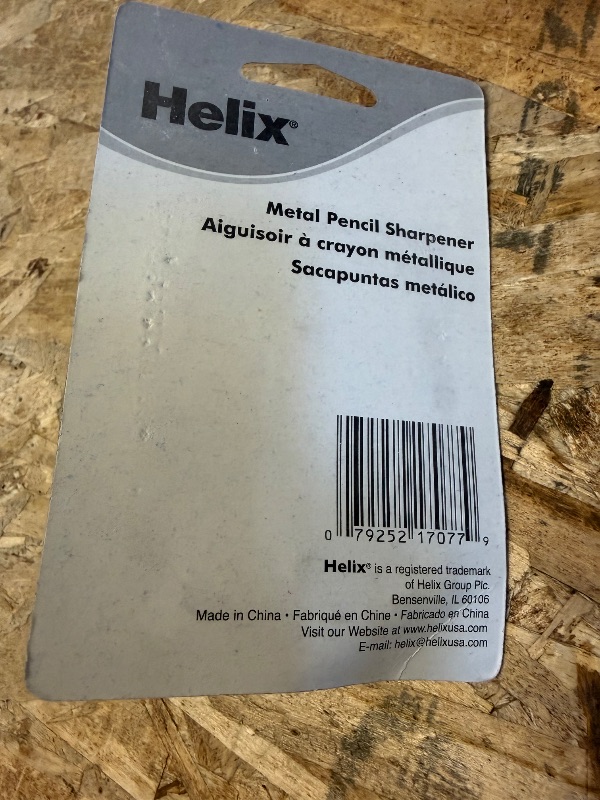 Helix®
Metal Pencil Sharpener
Aiguisoir à crayon métallique
Sacapuntas metálico
0 79252 17077 9
Helix® is a registered trademark
of Helix Group Plc.
Bensenville, IL 60106
Made in China • Fabriqué en Chine • Fabricado en China
Visit our Website at www.helixusa.com
E-mail: helix@helixusa.com